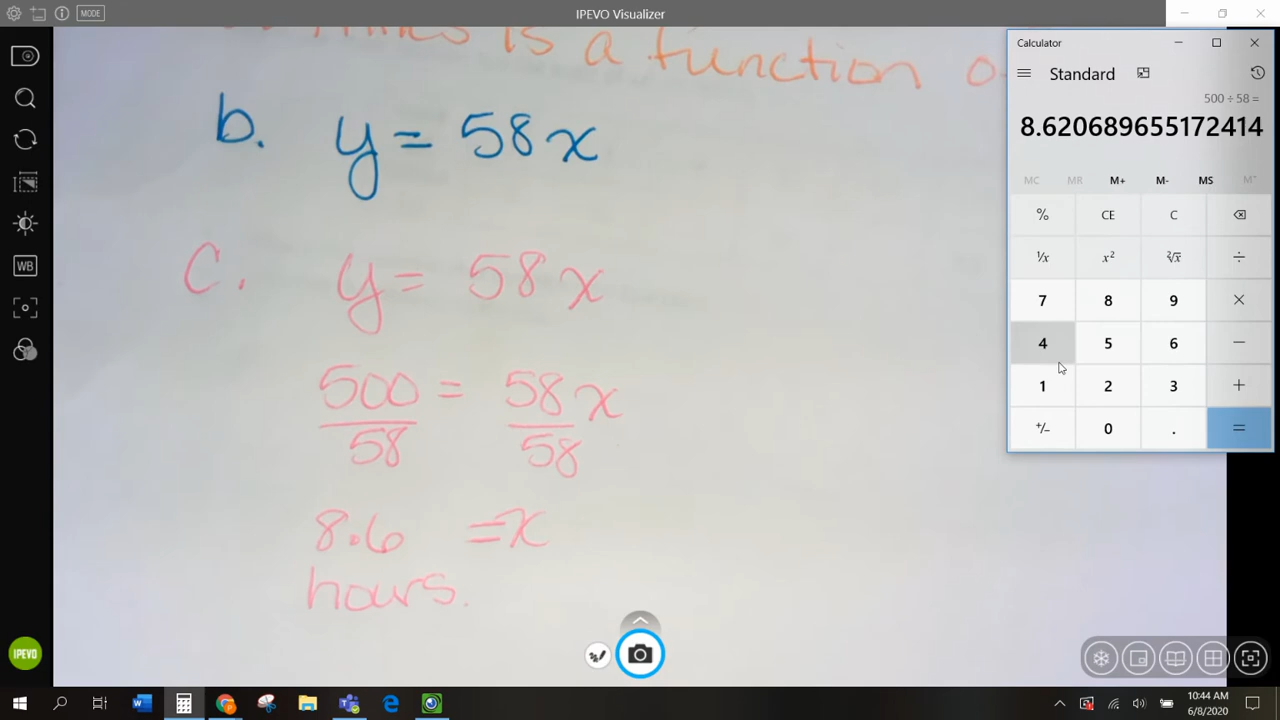 MODE
IPEVO Visualizer
links is a function o
b. y = 58x
C. y = 58x
500 = 58x
58 58
8.6 = x
hours.
WB
IPEVO
Calculator
Standard
500 ÷ 58 =
8.620689655172414
MC MR M+ M- MS M˅
% CE C
¹/x x² ²√x ÷
7 8 9 ×
4 5 6 −
1 2 3 +
+/- 0 . =
10:44 AM
6/8/2020